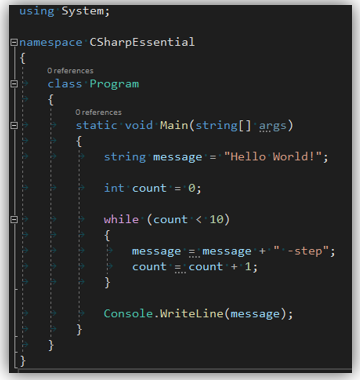 using System;
namespace CSharpEssential
{
0 references
class Program
{
0 references
static void Main(string[] args)
{
string message = "Hello World!";
int count = 0;
while (count < 10)
{
message = message + " -step";
count = count + 1;
}
Console.WriteLine(message);
}
}
}